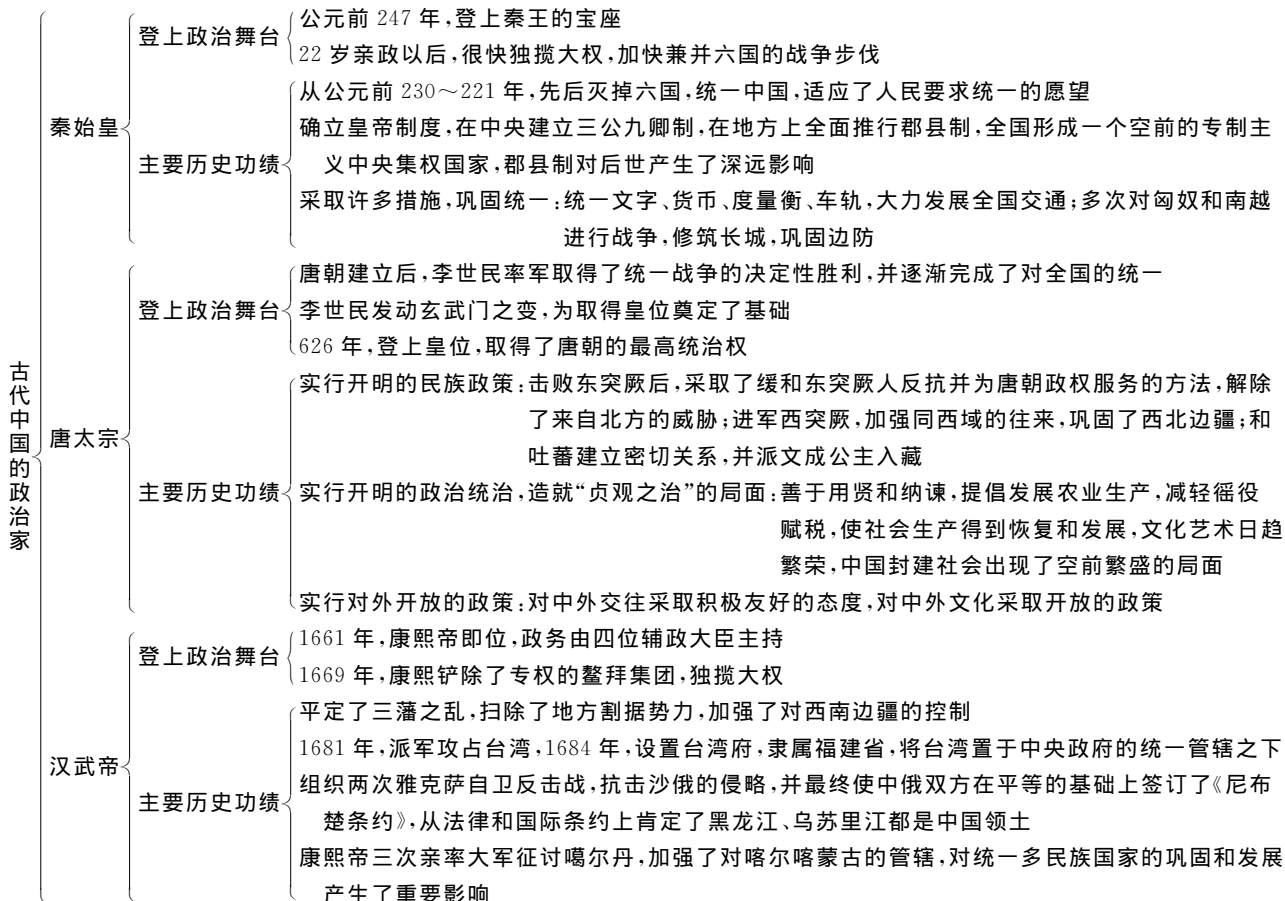 公元前 247 年,登上秦王的宝座
登上政治舞台
22 岁亲政以后,很快独揽大权,加快兼并六国的战争步伐
从公元前 230～221 年,先后灭掉六国,统一中国,适应了人民要求统一的愿望
秦始皇
确立皇帝制度,在中央建立三公九卿制,在地方上全面推行郡县制,全国形成一个空前的专制主
主要历史功绩
义中央集权国家,郡县制对后世产生了深远影响
采取许多措施,巩固统一:统一文字、货币、度量衡、车轨,大力发展全国交通;多次对匈奴和南越
进行战争,修筑长城,巩固边防
唐朝建立后,李世民率军取得了统一战争的决定性胜利,并逐渐完成了对全国的统一
登上政治舞台
李世民发动玄武门之变,为取得皇位奠定了基础
626 年,登上皇位,取得了唐朝的最高统治权
古代中国的政治家
实行开明的民族政策:击败东突厥后,采取了缓和东突厥人反抗并为唐朝政权服务的方法,解除
了来自北方的威胁;进军西突厥,加强同西域的往来,巩固了西北边疆;和
唐太宗
吐蕃建立密切关系,并派文成公主入藏
主要历史功绩
实行开明的政治统治,造就“贞观之治”的局面:善于用贤和纳谏,提倡发展农业生产,减轻徭役
赋税,使社会生产得到恢复和发展,文化艺术日趋
繁荣,中国封建社会出现了空前繁盛的局面
实行对外开放的政策:对中外交往采取积极友好的态度,对中外文化采取开放的政策
1661 年,康熙帝即位,政务由四位辅政大臣主持
登上政治舞台
1669 年,康熙铲除了专权的鳌拜集团,独揽大权
平定了三藩之乱,扫除了地方割据势力,加强了对西南边疆的控制
1681 年,派军攻占台湾,1684 年,设置台湾府,隶属福建省,将台湾置于中央政府的统一管辖之下
汉武帝
组织两次雅克萨自卫反击战,抗击沙俄的侵略,并最终使中俄双方在平等的基础上签订了《尼布
主要历史功绩
楚条约》,从法律和国际条约上肯定了黑龙江、乌苏里江都是中国领土
康熙帝三次亲率大军征讨噶尔丹,加强了对喀尔喀蒙古的管辖,对统一多民族国家的巩固和发展
产生了重要影响